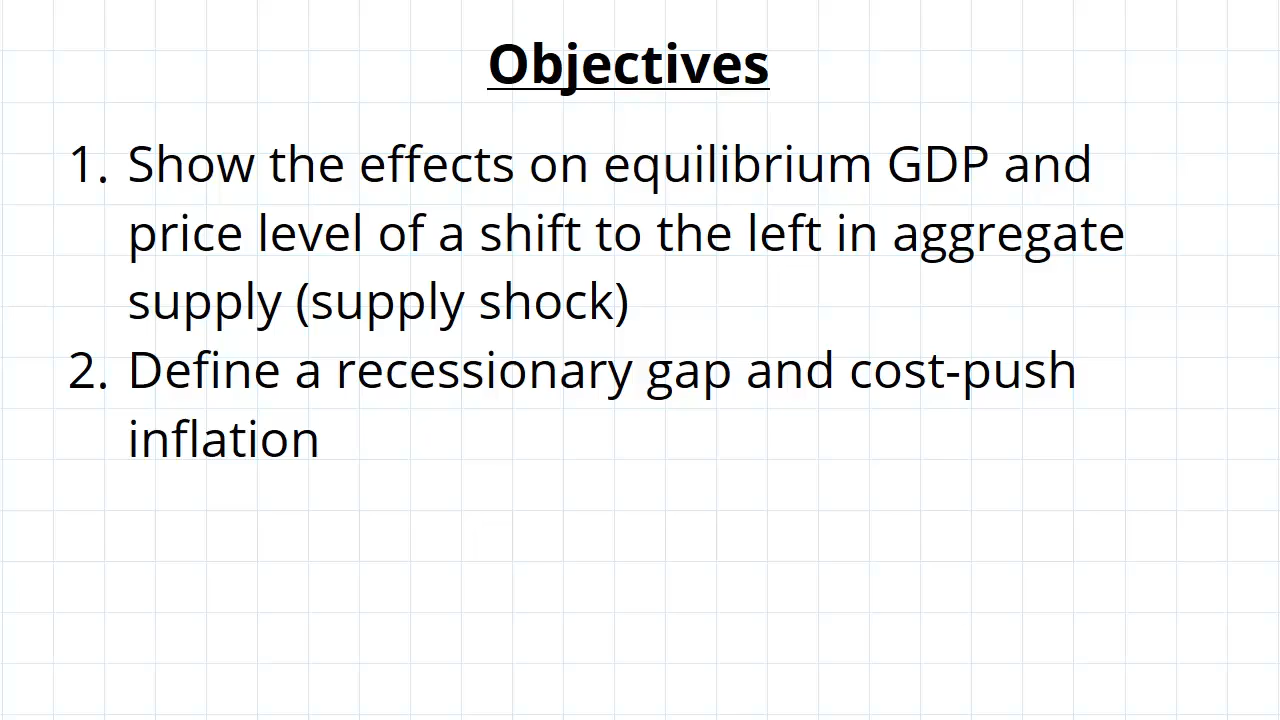 Objectives
1. Show the effects on equilibrium GDP and
price level of a shift to the left in aggregate
supply (supply shock)
2. Define a recessionary gap and cost-push
inflation